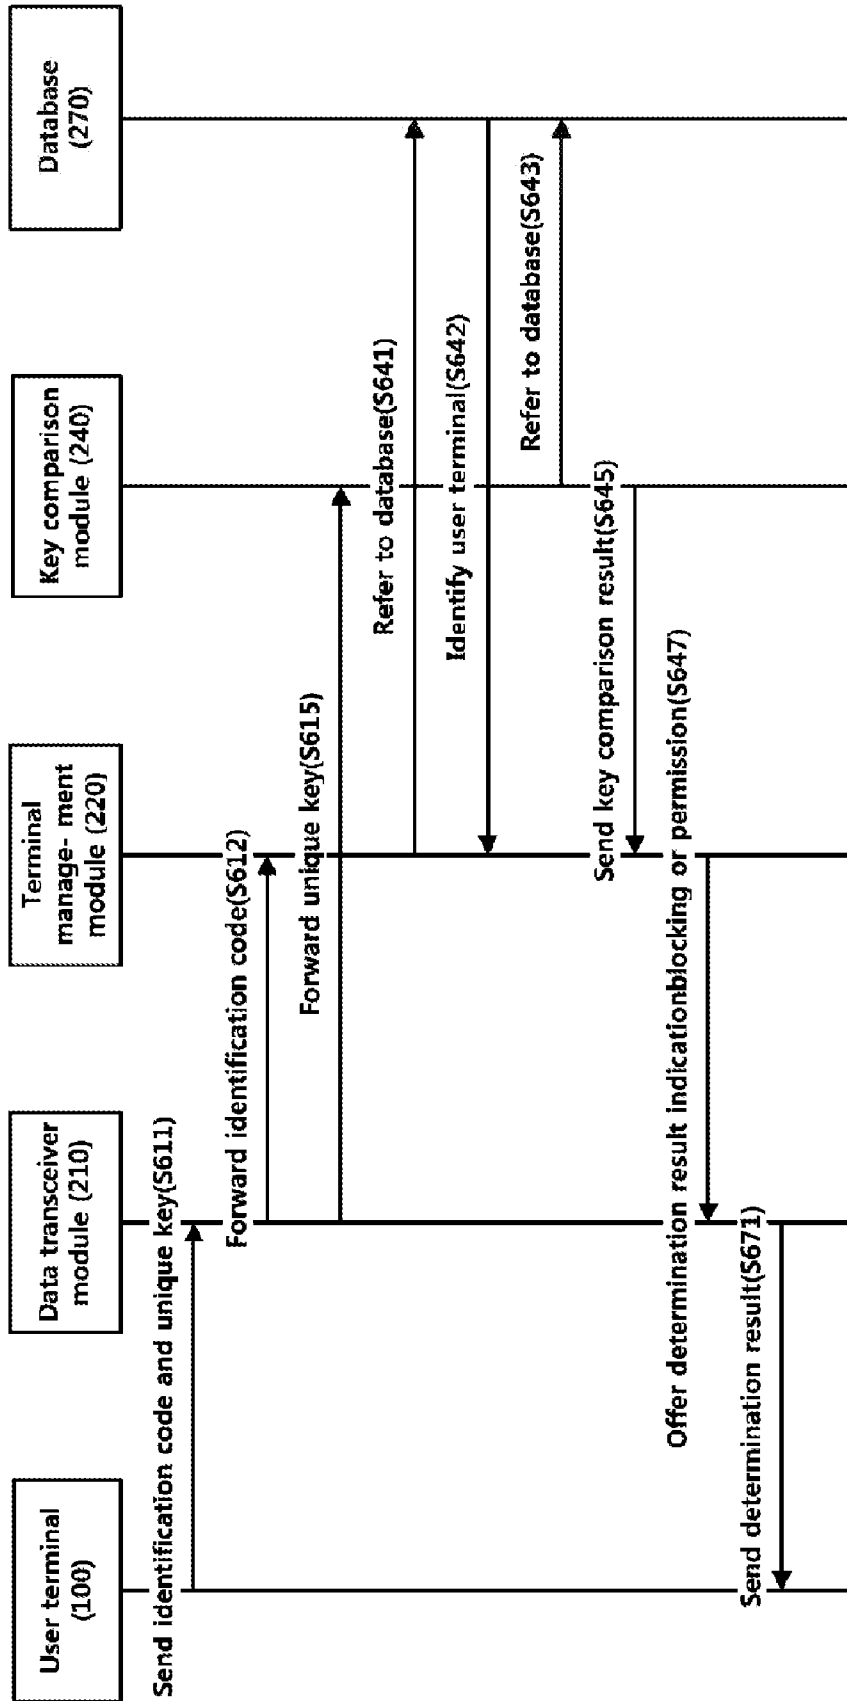 User terminal
(100)
Data transceiver
module (210)
Terminal
manage- ment
module (220)
Key comparison
module (240)
Database
(270)
Send identification code and unique key(S611)
Forward identification code(S612)
Forward unique key(S615)
Refer to database(S641)
Identify user terminal(S642)
Refer to database(S643)
Send key comparison result(S645)
Offer determination result indicationblocking or permission(S647)
Send determination result(S671)